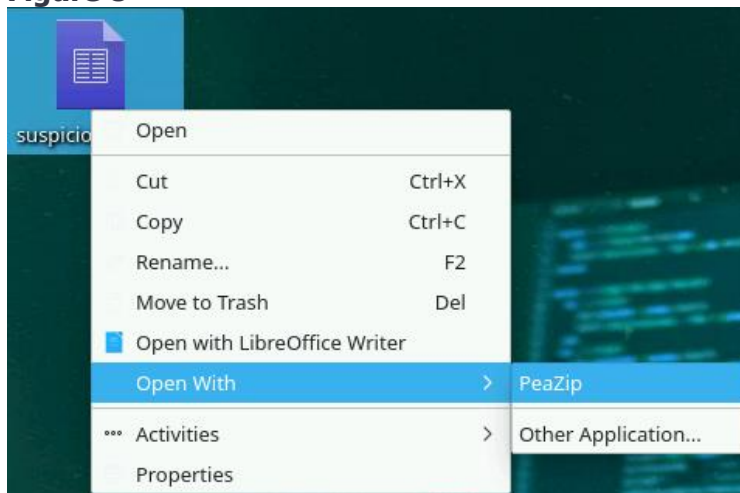 suspicio
Open
Cut Ctrl+X
Copy Ctrl+C
Rename... F2
Move to Trash Del
Open with LibreOffice Writer
Open With
PeaZip
Activities
Other Application...
Properties